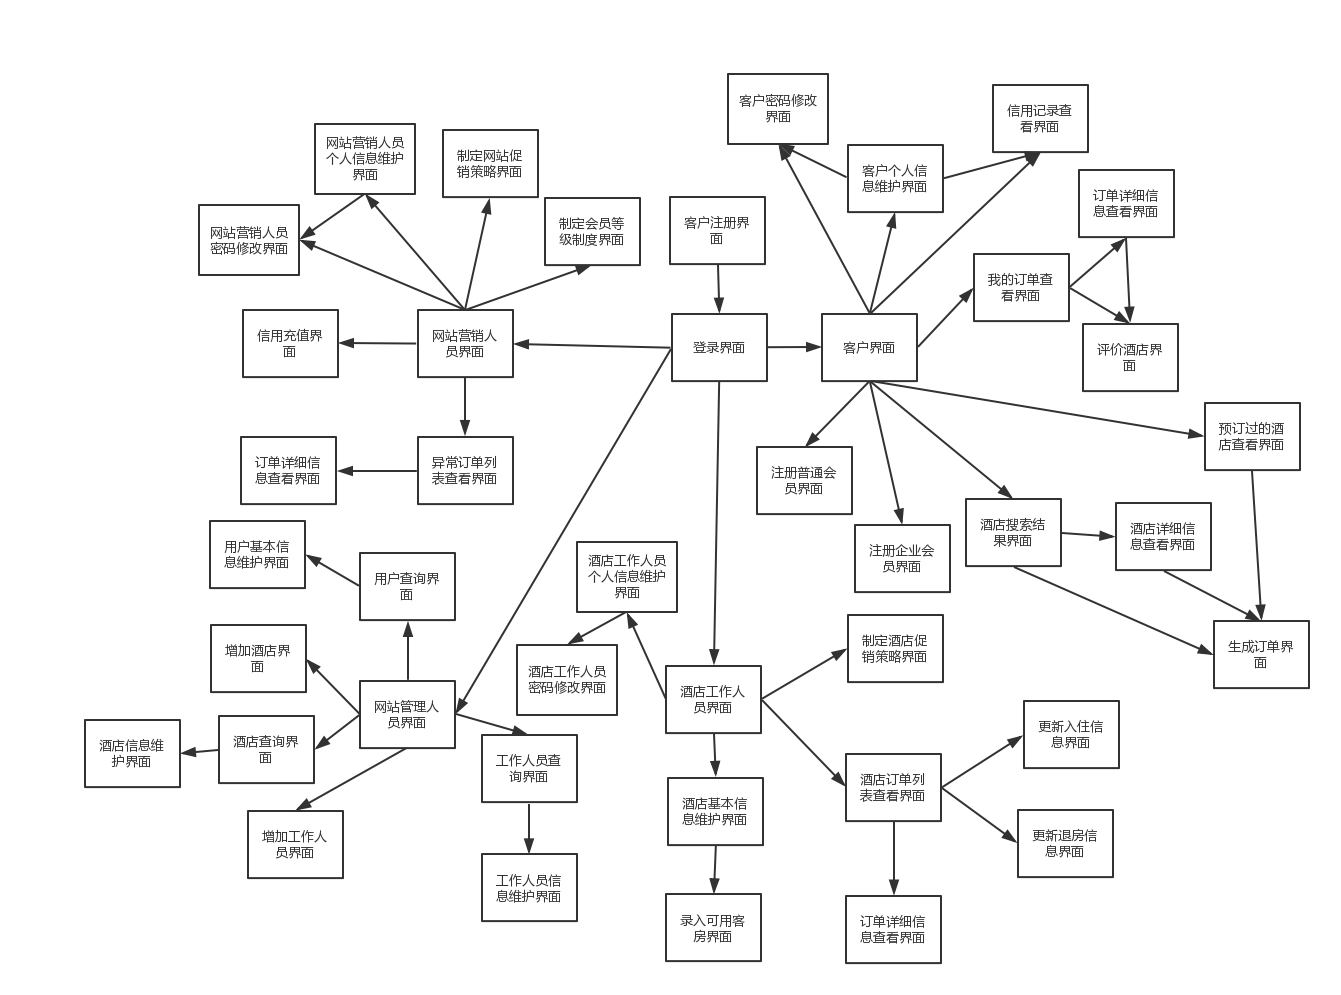 客户密码修改
界面
信用记录查
看界面
网站营销人员
个人信息维护
界面
制定网站促
销策略界面
客户个人信
息维护界面
订单详细信
息查看界面
网站营销人员
密码修改界面
制定会员等
级制度界面
客户注册界
面
我的订单查
看界面
信用充值界
面
网站营销人
员界面
登录界面
客户界面
评价酒店界
面
预订过的酒
店查看界面
订单详细信
息查看界面
异常订单列
表查看界面
注册普通会
员界面
酒店搜索结
果界面
酒店详细信
息查看界面
用户基本信
息维护界面
用户查询界
面
酒店工作人员
个人信息维护
界面
注册企业会
员界面
增加酒店界
面
酒店工作人员
密码修改界面
制定酒店促
销策略界面
生成订单界
面
网站管理人
员界面
酒店工作人
员界面
酒店信息维
护界面
酒店查询界
面
工作人员查
询界面
更新入住信
息界面
酒店基本信
息维护界面
酒店订单列
表查看界面
增加工作人
员界面
更新退房信
息界面
工作人员信
息维护界面
录入可用客
房界面
订单详细信
息查看界面